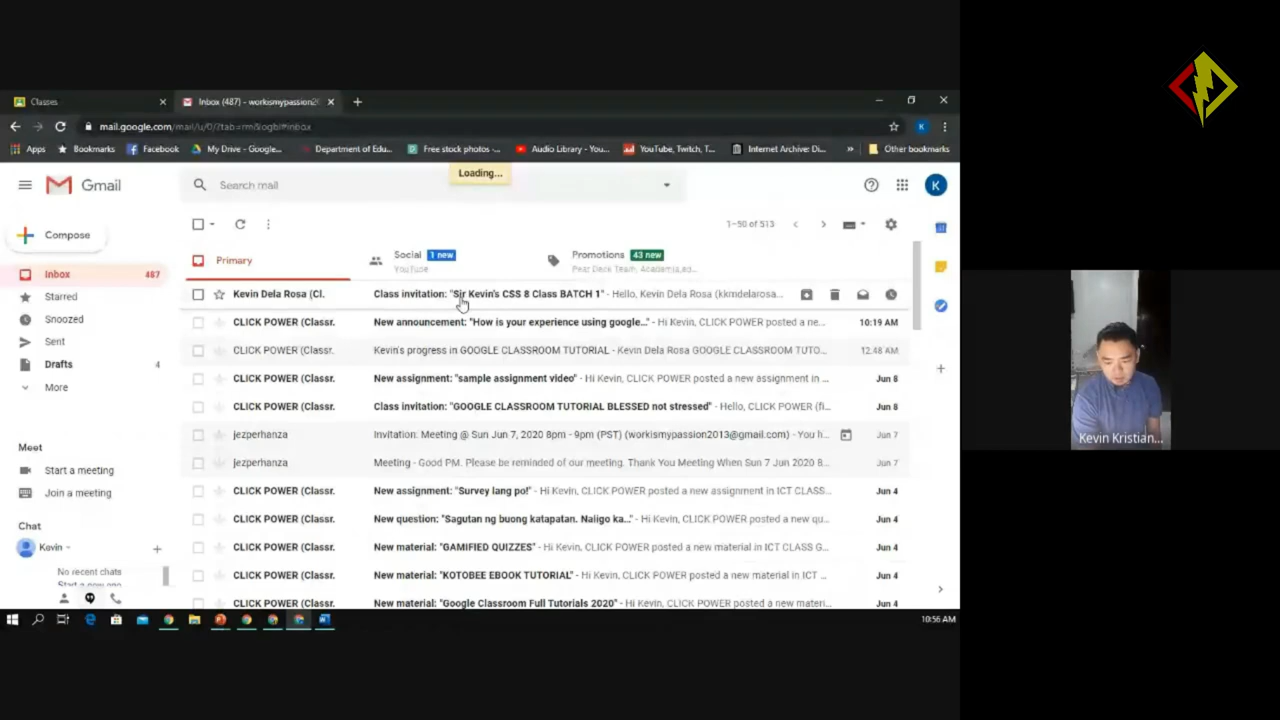 Classes
Inbox (487) - workismypassion2
mail.google.com/mail/u/0/?tab=rm&ogbl#inbox
Apps Bookmarks Facebook My Drive - Google... Department of Edu... Free stock photos -... Audio Library - You... YouTube, Twitch, T... Internet Archive: Di... » Other bookmarks
Loading...
Gmail
Search mail
K
Compose
1–50 of 513
Inbox 487
Starred
Snoozed
Sent
Drafts 4
More
Meet
Start a meeting
Join a meeting
Chat
Kevin
No recent chats
Start a new one
Primary
Social 1 new
YouTube
Promotions 43 new
Pear Deck Team, Academia.ed...
Kevin Dela Rosa (Cl. Class invitation: "Sir Kevin's CSS 8 Class BATCH 1" - Hello, Kevin Dela Rosa (kkmdelarosa...
CLICK POWER (Classr. New announcement: "How is your experience using google..." - Hi Kevin, CLICK POWER posted a ne... 10:19 AM
CLICK POWER (Classr. Kevin's progress in GOOGLE CLASSROOM TUTORIAL - Kevin Dela Rosa GOOGLE CLASSROOM TUTO... 12:48 AM
CLICK POWER (Classr. New assignment: "sample assignment video" - Hi Kevin, CLICK POWER posted a new assignment in ... Jun 8
CLICK POWER (Classr. Class invitation: "GOOGLE CLASSROOM TUTORIAL BLESSED not stressed" - Hello, CLICK POWER (fi... Jun 8
jezperhanza Invitation: Meeting @ Sun Jun 7, 2020 8pm - 9pm (PST) (workismypassion2013@gmail.com) - You h... Jun 7
jezperhanza Meeting - Good PM. Please be reminded of our meeting. Thank You Meeting When Sun 7 Jun 2020 8... Jun 7
CLICK POWER (Classr. New assignment: "Survey lang po!" - Hi Kevin, CLICK POWER posted a new assignment in ICT CLASS... Jun 4
CLICK POWER (Classr. New question: "Sagutan ng buong katapatan. Naligo ka..." - Hi Kevin, CLICK POWER posted a new qu... Jun 4
CLICK POWER (Classr. New material: "GAMIFIED QUIZZES" - Hi Kevin, CLICK POWER posted a new material in ICT CLASS G... Jun 4
CLICK POWER (Classr. New material: "KOTOBEE EBOOK TUTORIAL" - Hi Kevin, CLICK POWER posted a new material in ICT ... Jun 4
CLICK POWER (Classr. New material: "Google Classroom Full Tutorials 2020" - Hi Kevin, CLICK POWER posted a new materi... Jun 4
10:56 AM
Kevin Kristian...